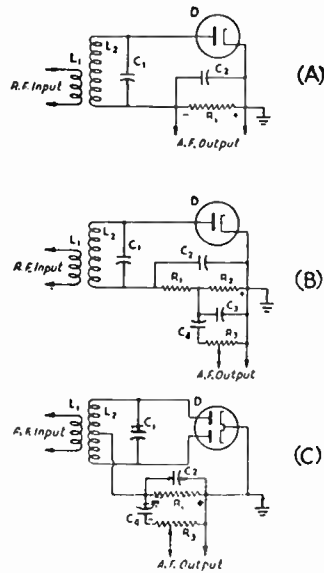 D
L1
L2
C1
R.F. Input
C2
(A)
- R1 +
A.F. Output
D
L1
L2
C1
R.F. Input
C2
(B)
R1
R2 +
C3
C4
R3
A.F. Output
D
L1
L2
C1
R.F. Input
(C)
C2
R1 +
C4
R3
A.F. Output